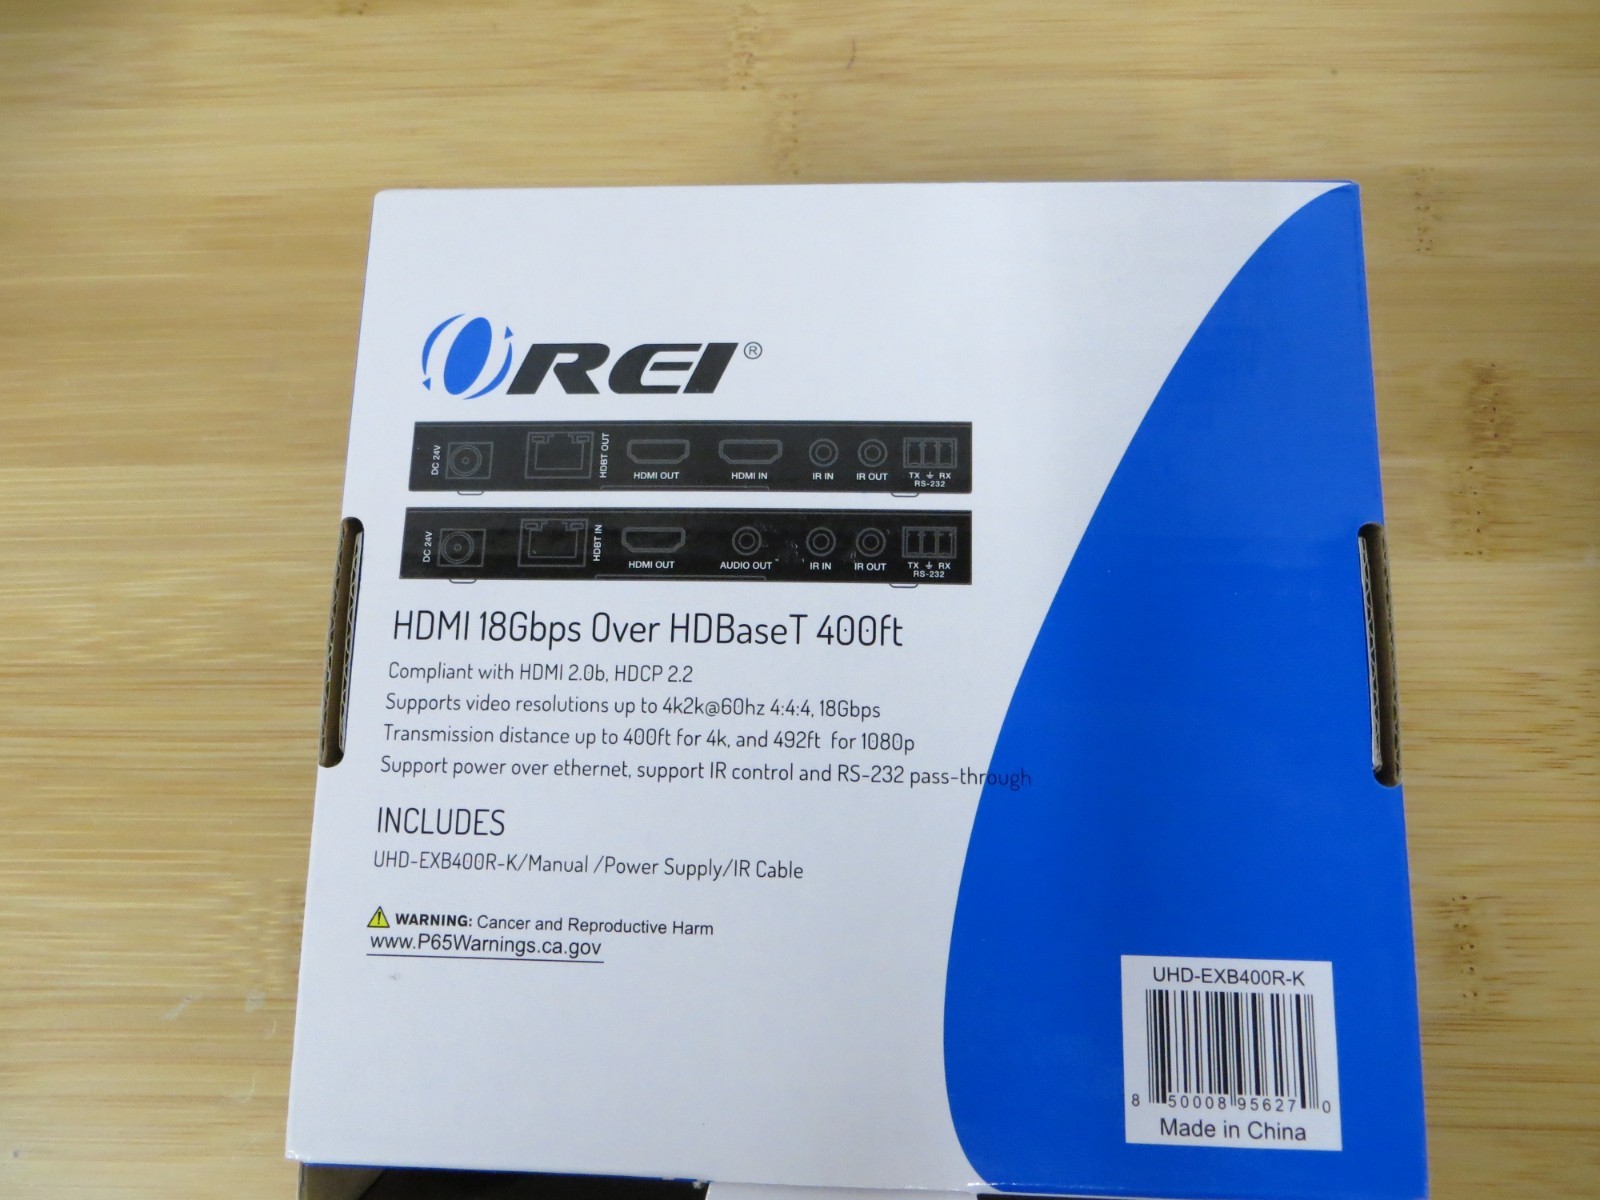 OREI®
DC 24V
HDBT OUT
HDMI OUT
HDMI IN
IR IN
IR OUT
TX RX
RS-232
DC 24V
HDBT IN
HDMI OUT
AUDIO OUT
IR IN
IR OUT
TX RX
RS-232
HDMI 18Gbps Over HDBaseT 400ft
Compliant with HDMI 2.0b, HDCP 2.2
Supports video resolutions up to 4k2k@60hz 4:4:4, 18Gbps
Transmission distance up to 400ft for 4k, and 492ft for 1080p
Support power over ethernet, support IR control and RS-232 pass-through
INCLUDES
UHD-EXB400R-K/Manual /Power Supply/IR Cable
WARNING: Cancer and Reproductive Harm
www.P65Warnings.ca.gov
UHD-EXB400R-K
8 50008 95627 0
Made in China